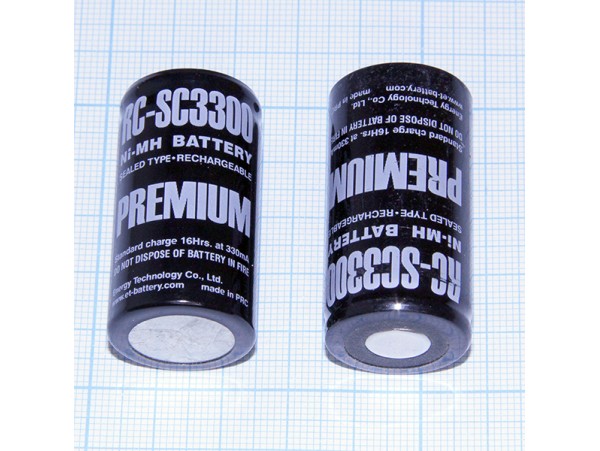 RC-SC3300
Ni-MH BATTERY
SEALED TYPE·RECHARGEABLE
PREMIUM
Standard charge 16Hrs. at 330mA
DO NOT DISPOSE OF BATTERY IN FIRE
Energy Technology Co., Ltd.
www.et-battery.com made in PRC
RC-SC3300
Ni-MH BATTERY
SEALED TYPE·RECHARGEABLE
PREMIUM
Standard charge 16Hrs. at 330mA
DO NOT DISPOSE OF BATTERY IN FIRE
Energy Technology Co., Ltd.
www.et-battery.com made in